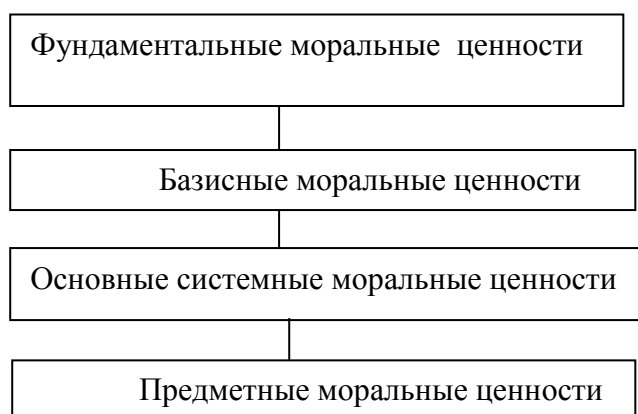 Фундаментальные моральные ценности
Базисные моральные ценности
Основные системные моральные ценности
Предметные моральные ценности